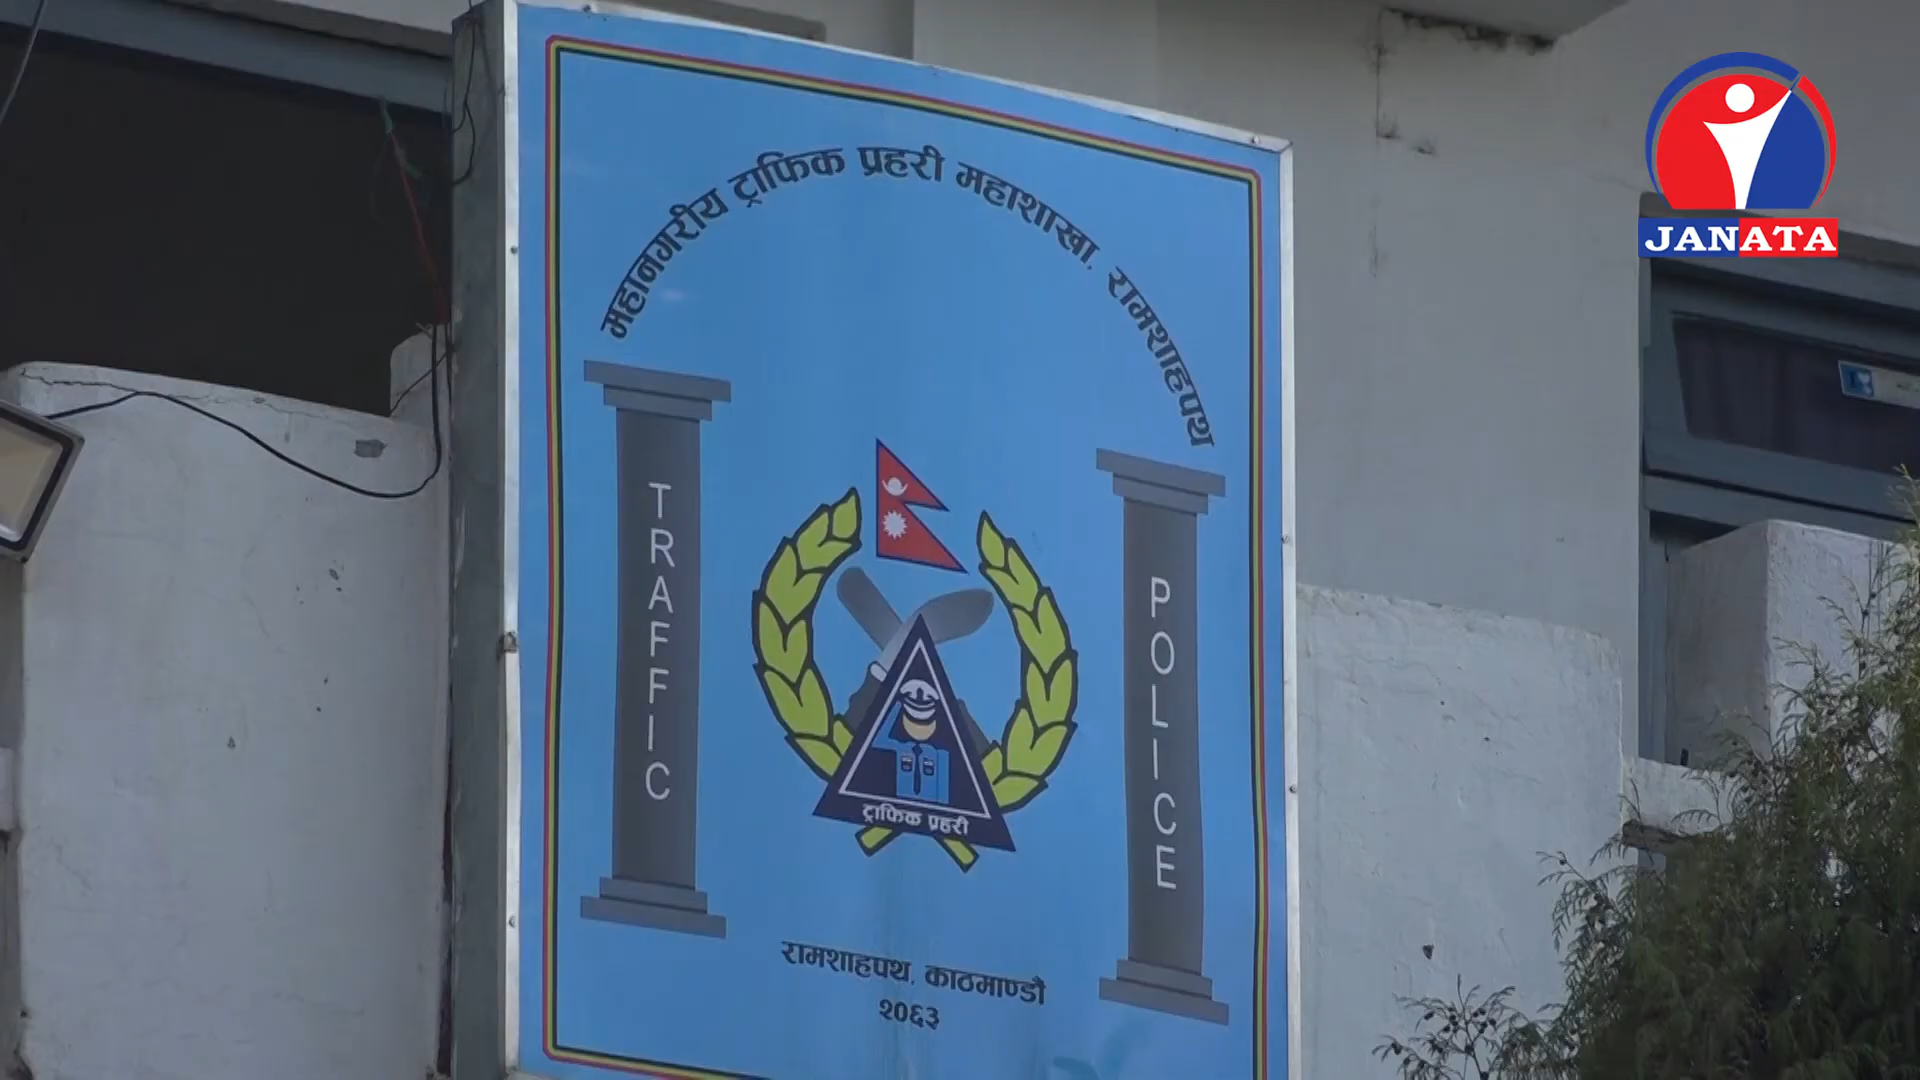 महानगरीय ट्राफिक प्रहरी महाशाखा, रामशाहपथ
TRAFFIC
POLICE
ट्राफिक प्रहरी
रामशाहपथ, काठमाण्डौ
२०६३
JANATA